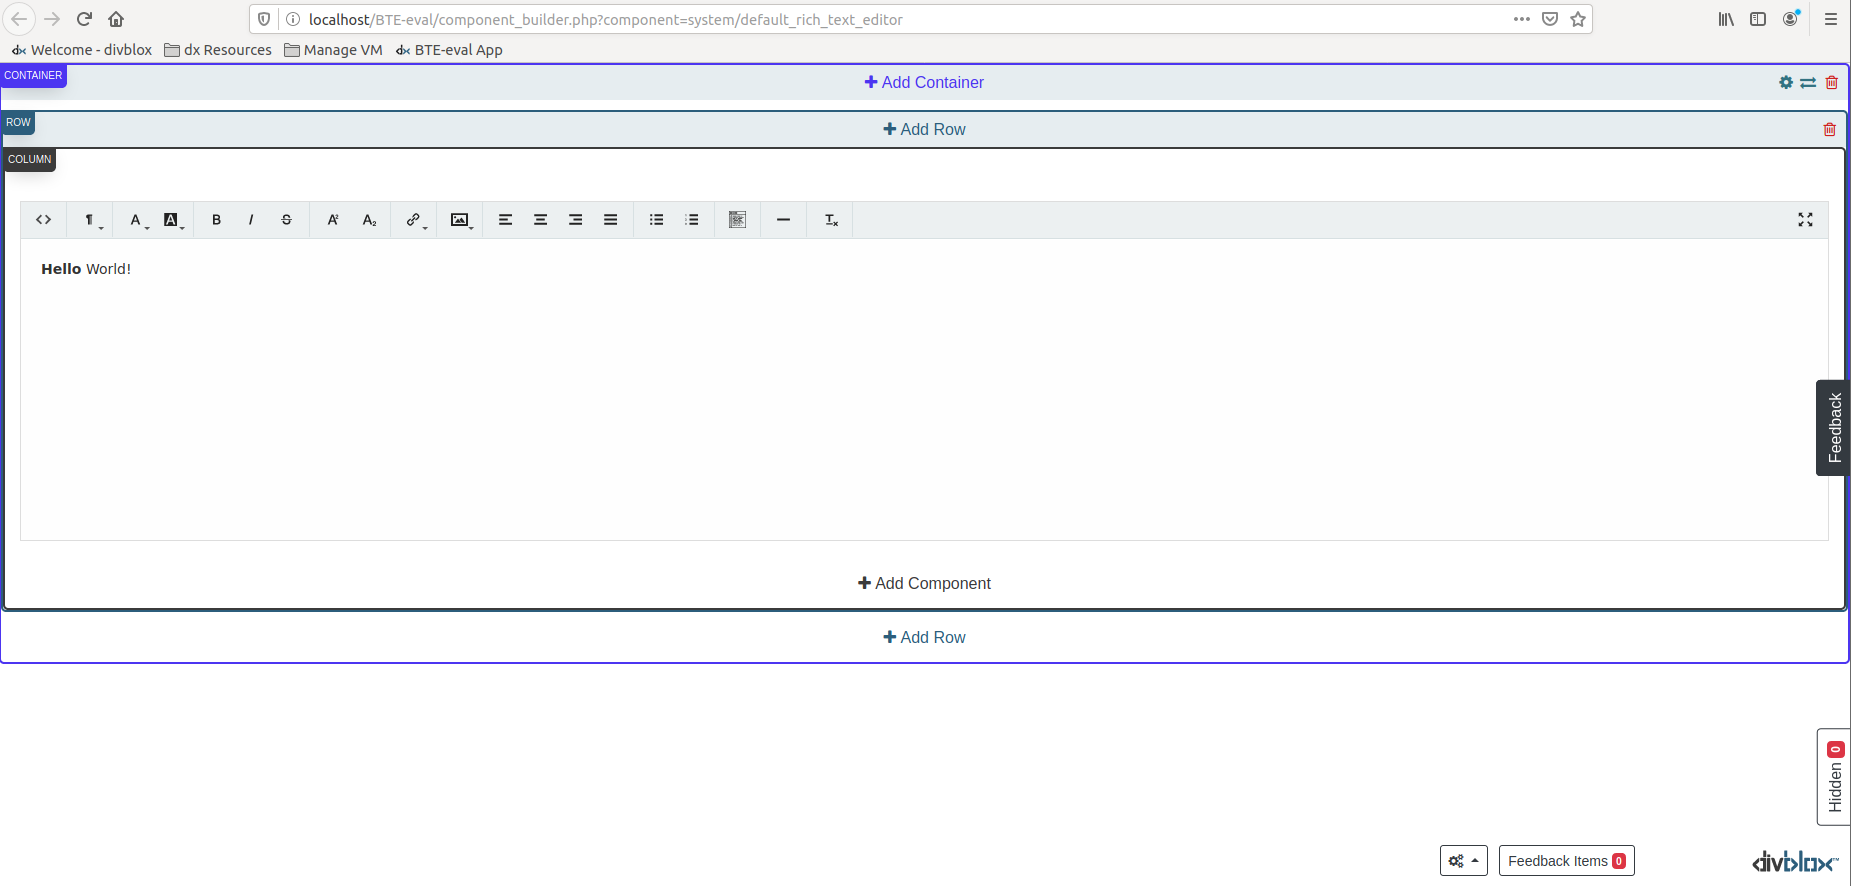 localhost/BTE-eval/component_builder.php?component=system/default_rich_text_editor
Welcome - divblox dx Resources Manage VM BTE-eval App
CONTAINER
Add Container
ROW
Add Row
COLUMN
Hello World!
Feedback
Add Component
Add Row
Hidden 0
Feedback Items 0
divblox™